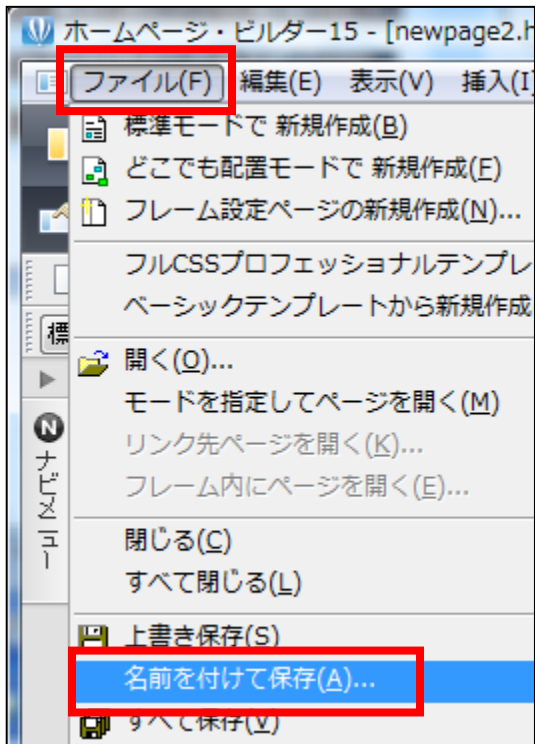 ホームページ・ビルダー15 - [newpage2.h
ファイル(F) 編集(E) 表示(V) 挿入(I)
標準モードで 新規作成(B)
どこでも配置モードで 新規作成(F)
フレーム設定ページの新規作成(N)...
フルCSSプロフェッショナルテンプレ
ベーシックテンプレートから新規作成
標
開く(O)...
モードを指定してページを開く(M)
リンク先ページを開く(K)...
フレーム内にページを開く(E)...
ナビメニュー
閉じる(C)
すべて閉じる(L)
上書き保存(S)
名前を付けて保存(A)...
すべて保存(V)